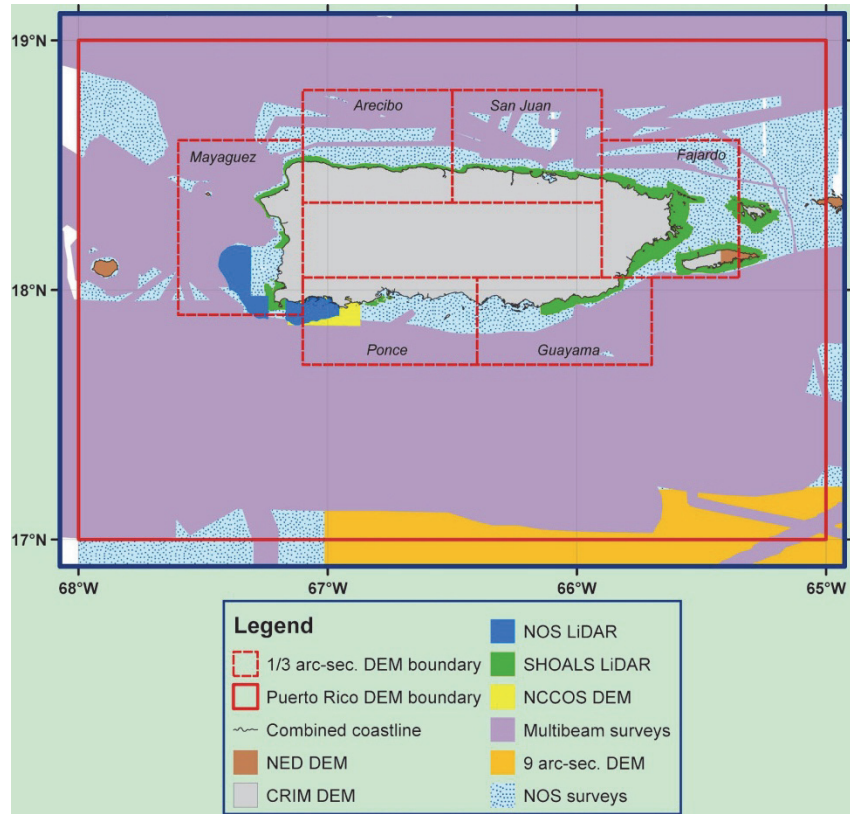 19°N
Arecibo
San Juan
Mayaguez
Fajardo
18°N
Ponce
Guayama
17°N
68°W
67°W
66°W
65°W
Legend
1/3 arc-sec. DEM boundary
Puerto Rico DEM boundary
Combined coastline
NED DEM
CRIM DEM
NOS LiDAR
SHOALS LiDAR
NCCOS DEM
Multibeam surveys
9 arc-sec. DEM
NOS surveys